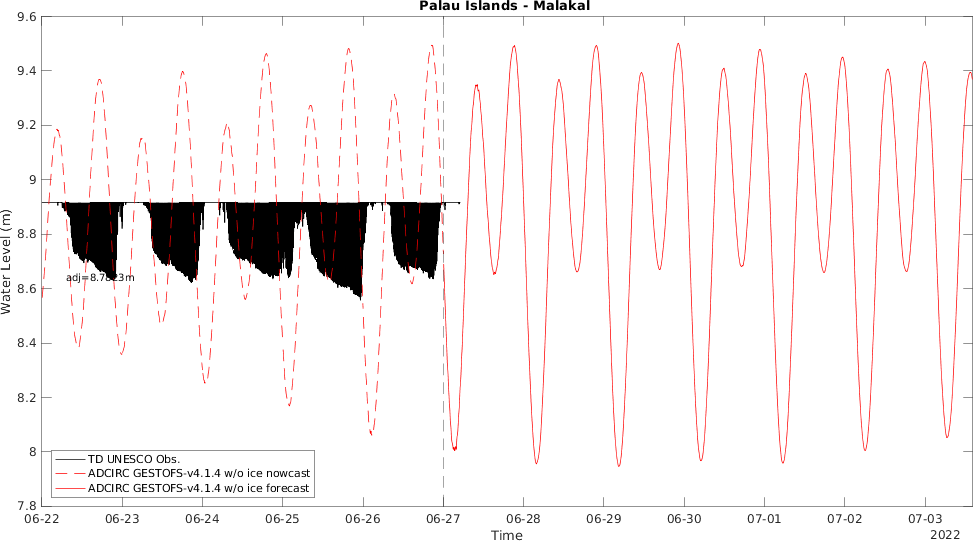 Palau Islands - Malakal
9.6
9.4
9.2
9
8.8
8.6
8.4
8.2
8
7.8
Water Level (m)
adj=8.7823m
TD UNESCO Obs.
ADCIRC GESTOFS-v4.1.4 w/o ice nowcast
ADCIRC GESTOFS-v4.1.4 w/o ice forecast
06-22 06-23 06-24 06-25 06-26 06-27 06-28 06-29 06-30 07-01 07-02 07-03
2022
Time